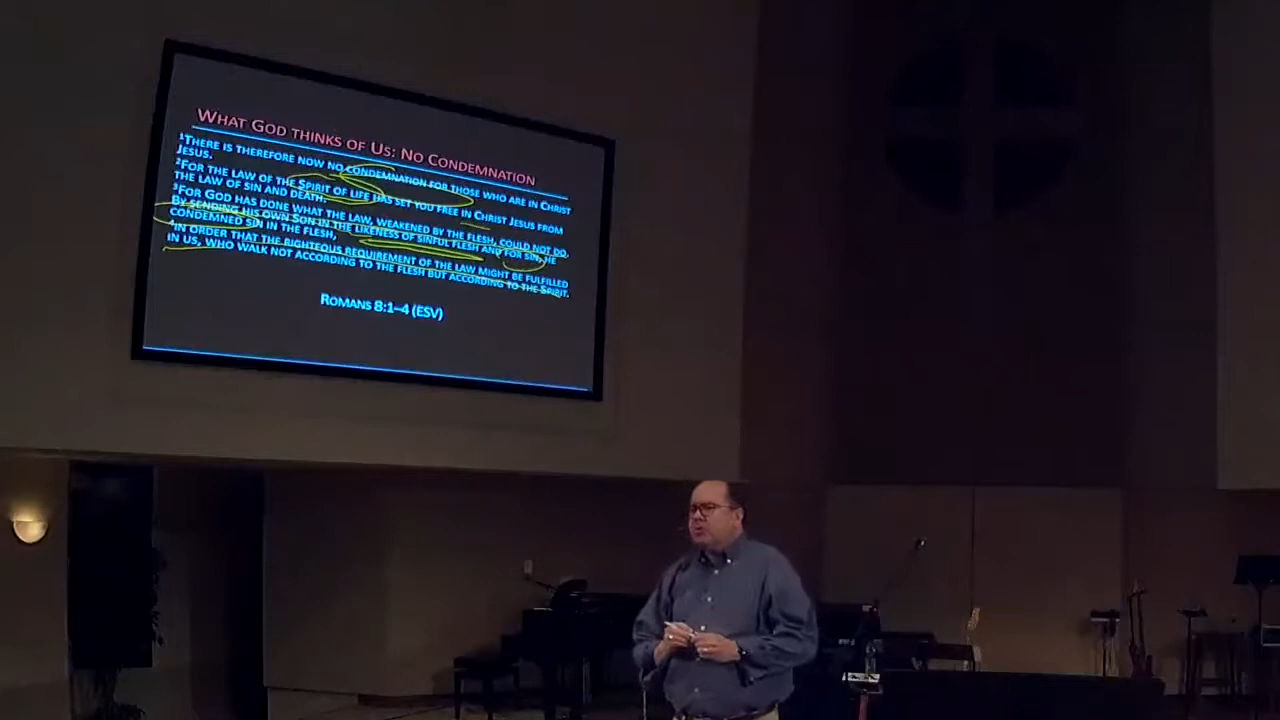 WHAT GOD THINKS OF US: NO CONDEMNATION
1THERE IS THEREFORE NOW NO CONDEMNATION FOR THOSE WHO ARE IN CHRIST
JESUS.
2FOR THE LAW OF THE SPIRIT OF LIFE HAS SET YOU FREE IN CHRIST JESUS FROM
THE LAW OF SIN AND DEATH.
3FOR GOD HAS DONE WHAT THE LAW, WEAKENED BY THE FLESH, COULD NOT DO.
BY SENDING HIS OWN SON IN THE LIKENESS OF SINFUL FLESH AND FOR SIN, HE
CONDEMNED SIN IN THE FLESH,
4IN ORDER THAT THE RIGHTEOUS REQUIREMENT OF THE LAW MIGHT BE FULFILLED
IN US, WHO WALK NOT ACCORDING TO THE FLESH BUT ACCORDING TO THE SPIRIT.
ROMANS 8:1–4 (ESV)